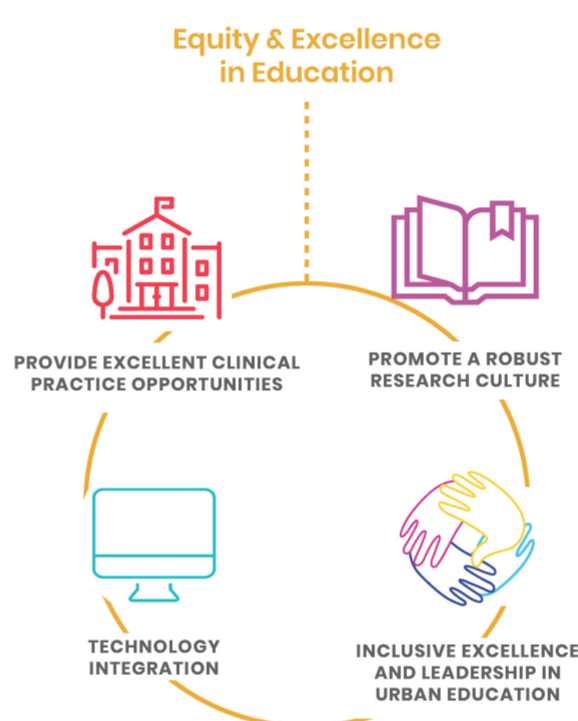 Equity & Excellence
in Education
PROVIDE EXCELLENT CLINICAL
PRACTICE OPPORTUNITIES
PROMOTE A ROBUST
RESEARCH CULTURE
TECHNOLOGY
INTEGRATION
INCLUSIVE EXCELLENCE
AND LEADERSHIP IN
URBAN EDUCATION